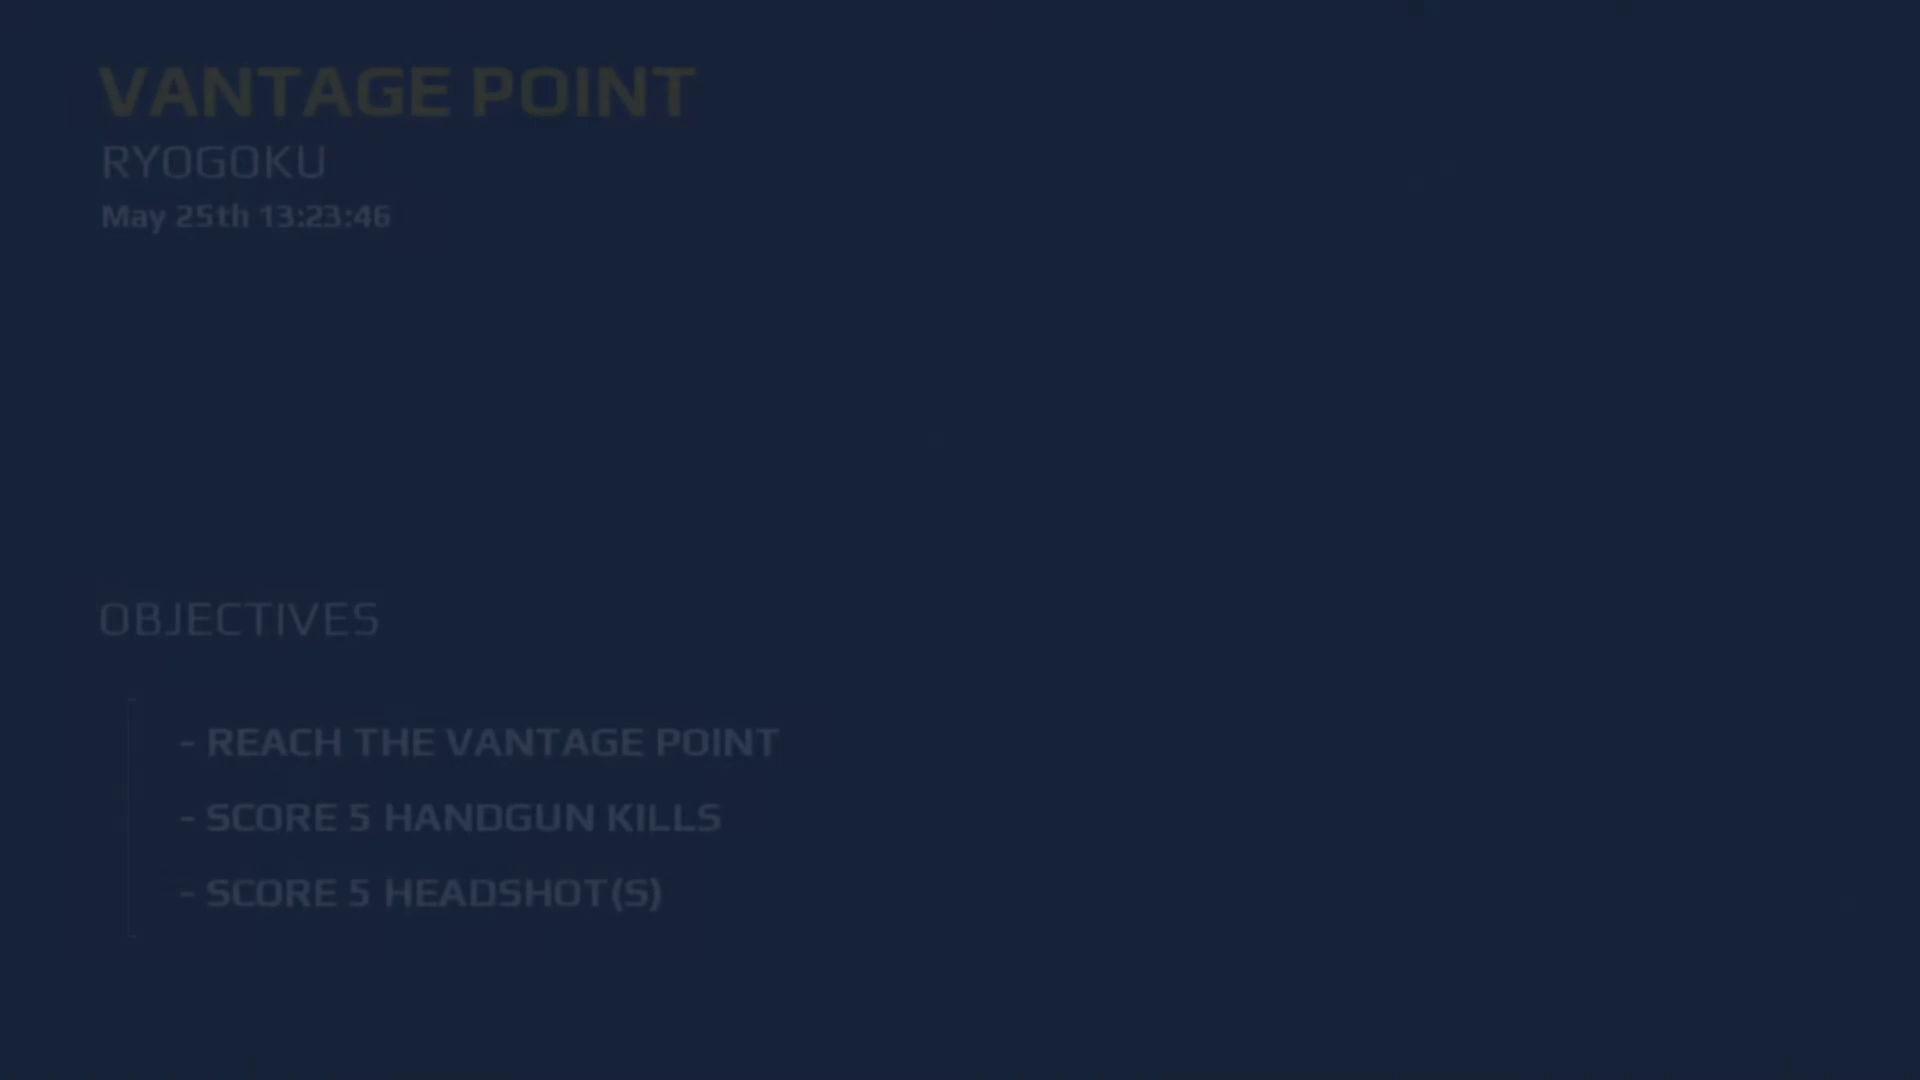 VANTAGE POINT
RYOGOKU
May 25th 13:23:46
OBJECTIVES
- REACH THE VANTAGE POINT
- SCORE 5 HANDGUN KILLS
- SCORE 5 HEADSHOT(S)